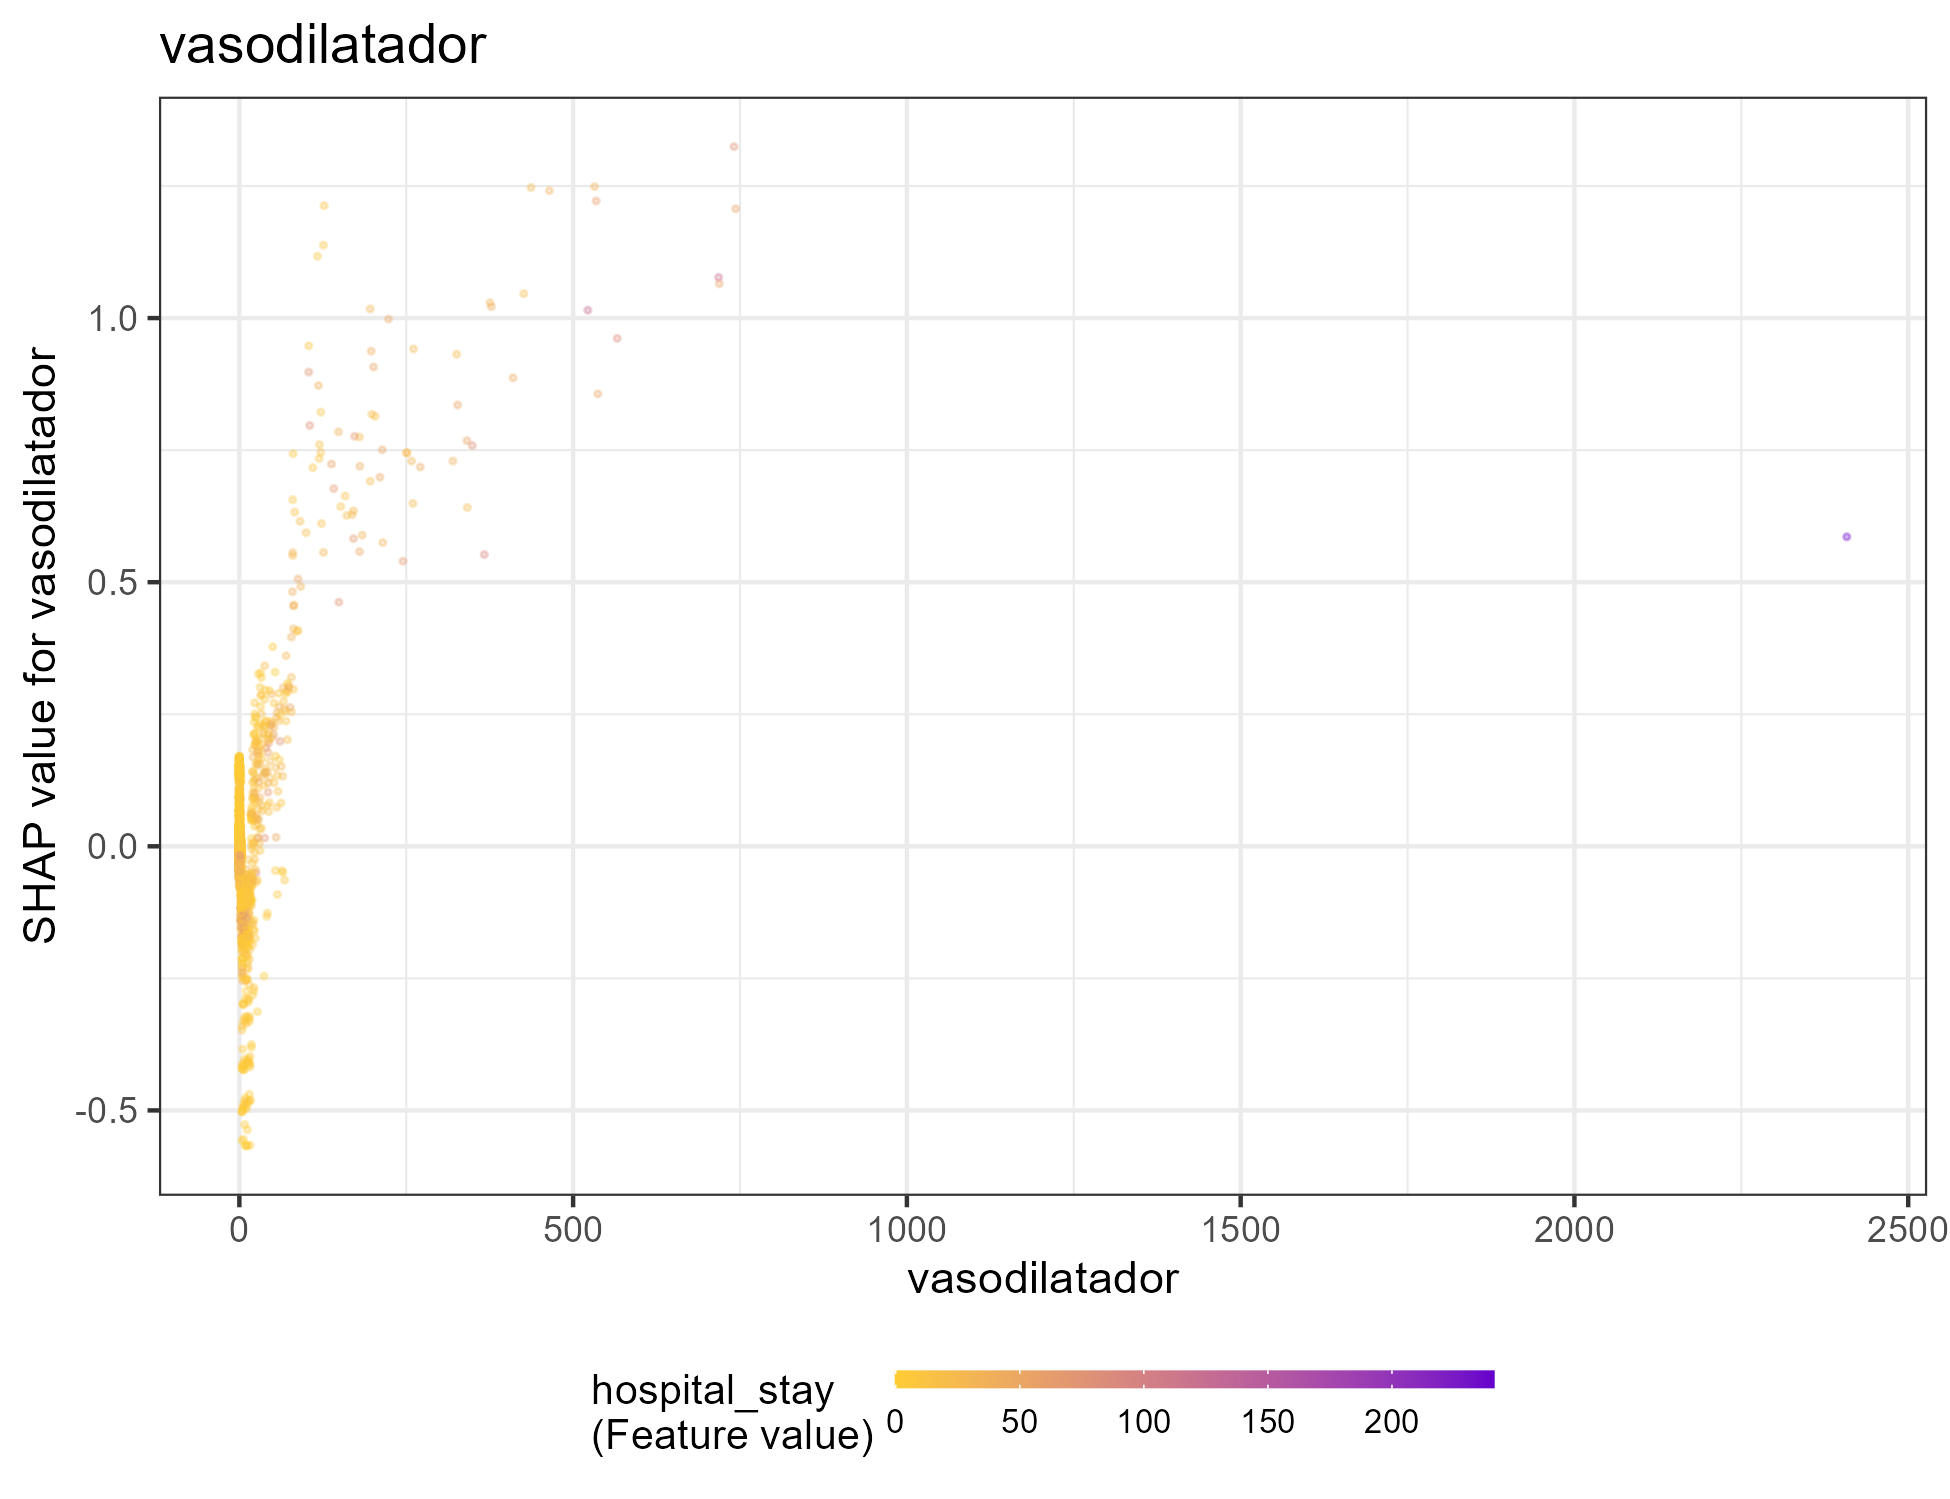 vasodilatador
SHAP value for vasodilatador
1.0
0.5
0.0
-0.5
0 500 1000 1500 2000 2500
vasodilatador
hospital_stay
(Feature value)
0 50 100 150 200